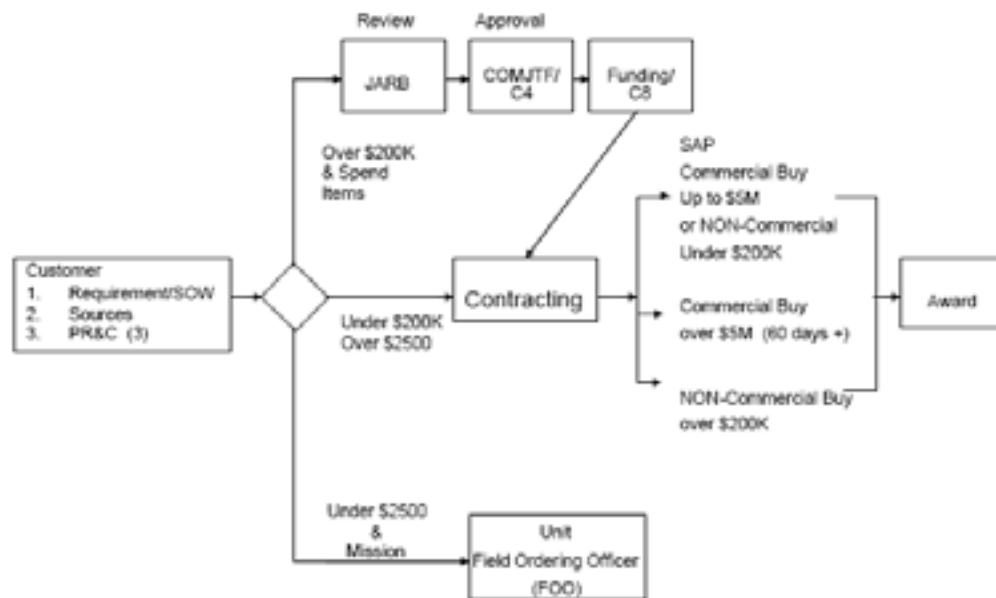 Review
Approval
JARB
COMJTF/
C4
Funding/
C8
Over $200K
& Spend
Items
SAP
Commercial Buy
Up to $5M
or NON-Commercial
Under $200K
Customer
1. Requirement/SOW
2. Sources
3. PR&C (3)
Contracting
Under $200K
Over $2500
Commercial Buy
over $5M (60 days +)
Award
NON-Commercial Buy
over $200K
Under $2500
&
Mission
Unit
Field Ordering Officer
(FOO)